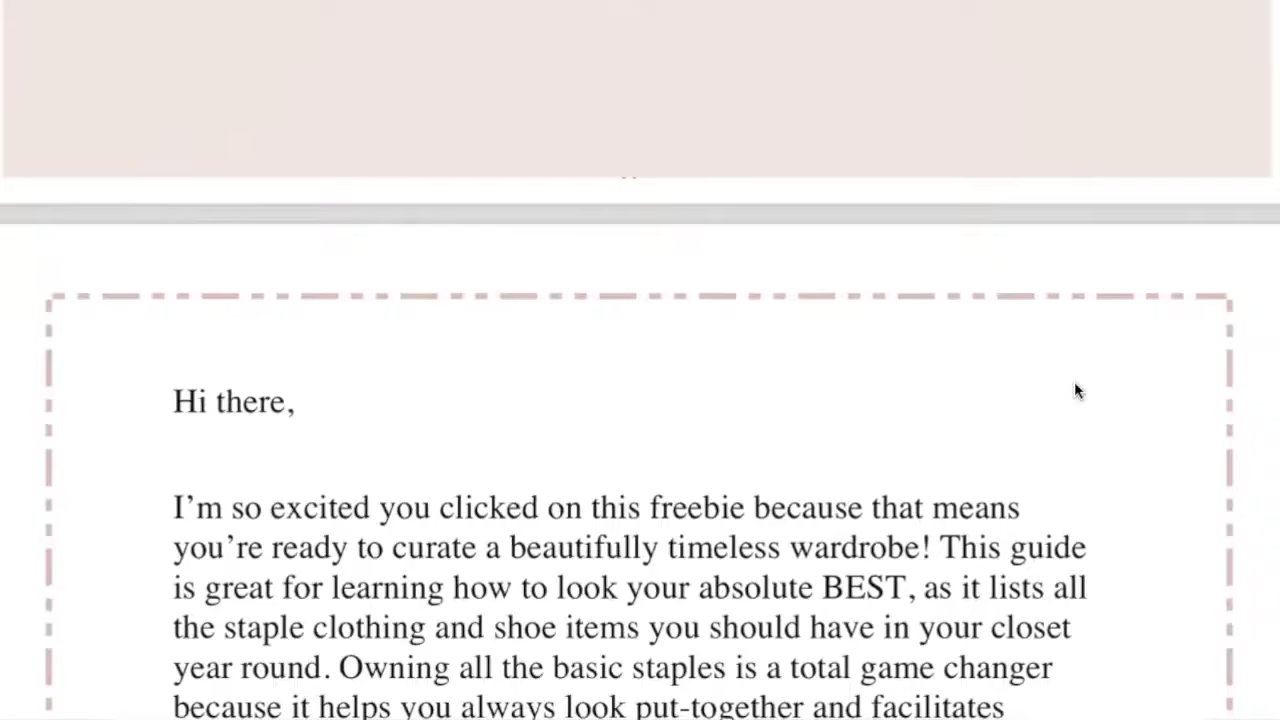 Hi there,
I’m so excited you clicked on this freebie because that means
you’re ready to curate a beautifully timeless wardrobe! This guide
is great for learning how to look your absolute BEST, as it lists all
the staple clothing and shoe items you should have in your closet
year round. Owning all the basic staples is a total game changer
because it helps you always look put-together and facilitates